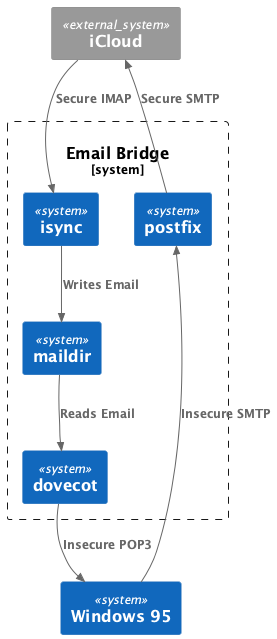 «external_system»
iCloud
Secure IMAP
Secure SMTP
Email Bridge
[system]
«system»
isync
«system»
postfix
Writes Email
«system»
maildir
Reads Email
Insecure SMTP
«system»
dovecot
Insecure POP3
«system»
Windows 95